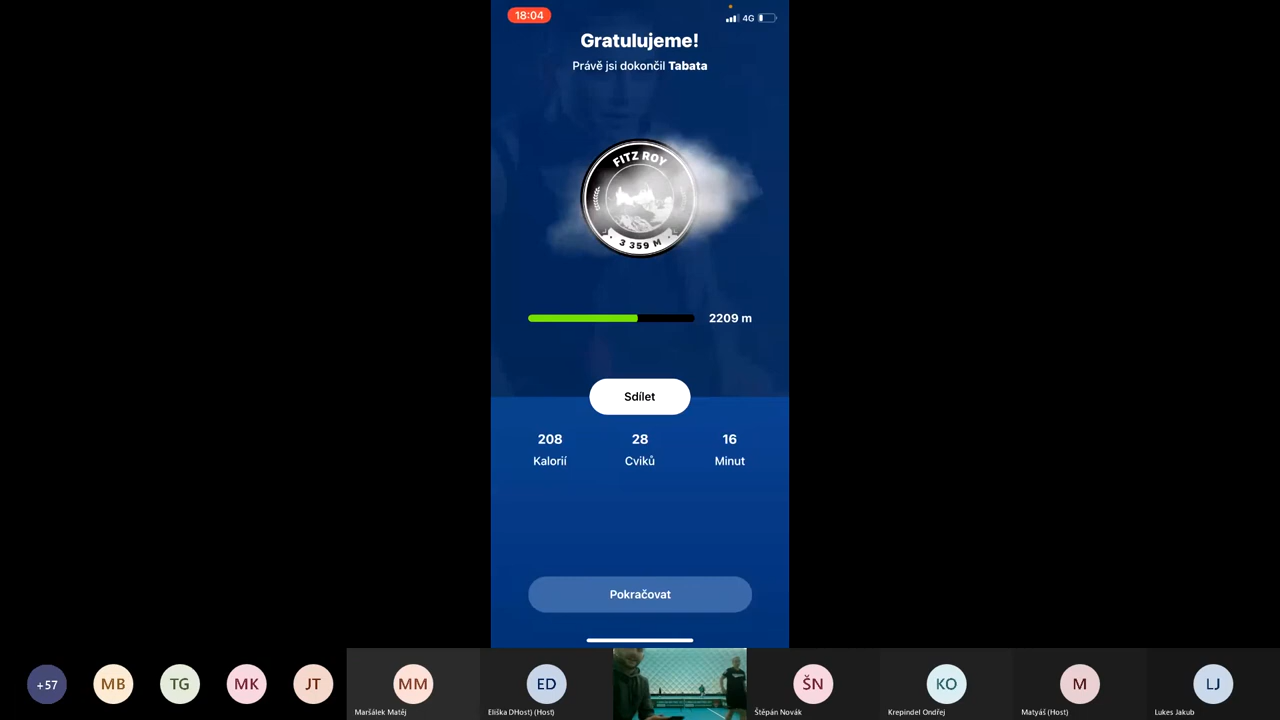 18:04
4G
Gratulujeme!
Právě jsi dokončil Tabata
FITZ ROY
3 359 M
2209 m
Sdílet
208
28
16
Kalorií
Cviků
Minut
Pokračovat
+57
MB
TG
MK
JT
MM
ED
ŠN
KO
M
LJ
Maršálek Matěj
Eliška DHost) (Host)
Štěpán Novák
Krepindel Ondřej
Matyáš (Host)
Lukes Jakub